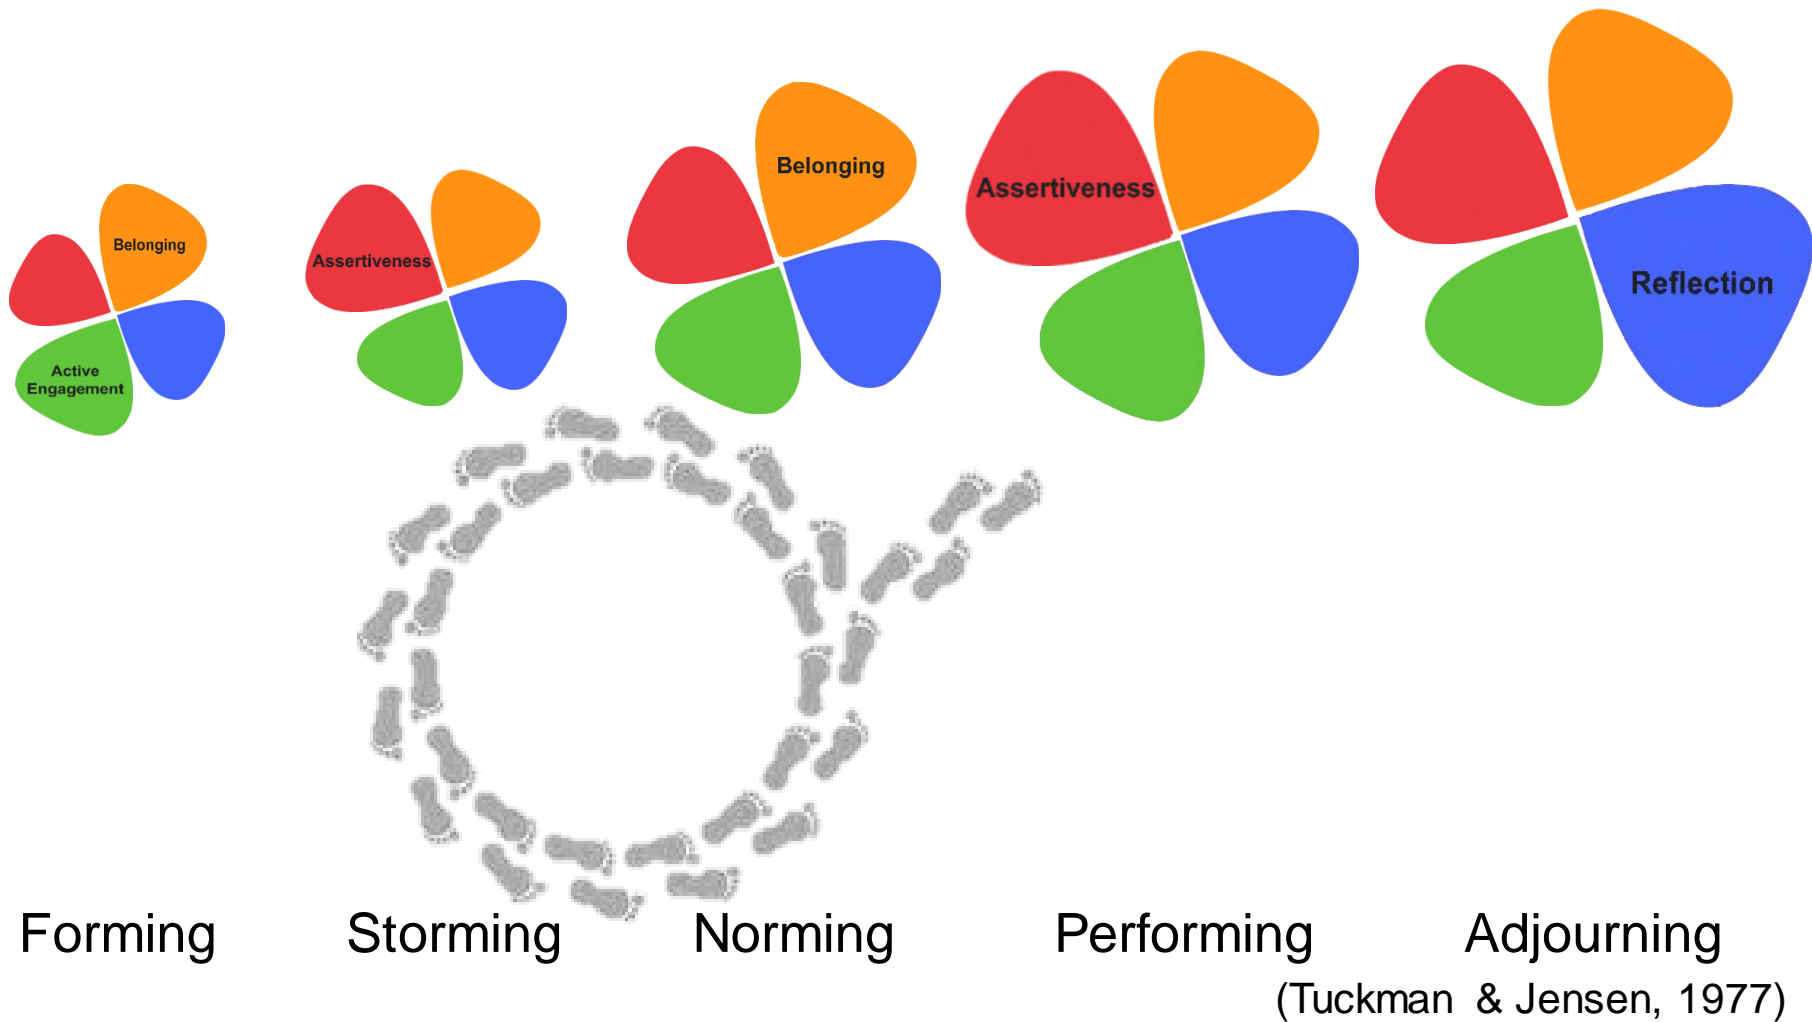 Belonging
Active
Engagement
Assertiveness
Belonging
Assertiveness
Reflection
Forming
Storming
Norming
Performing
Adjourning
(Tuckman & Jensen, 1977)